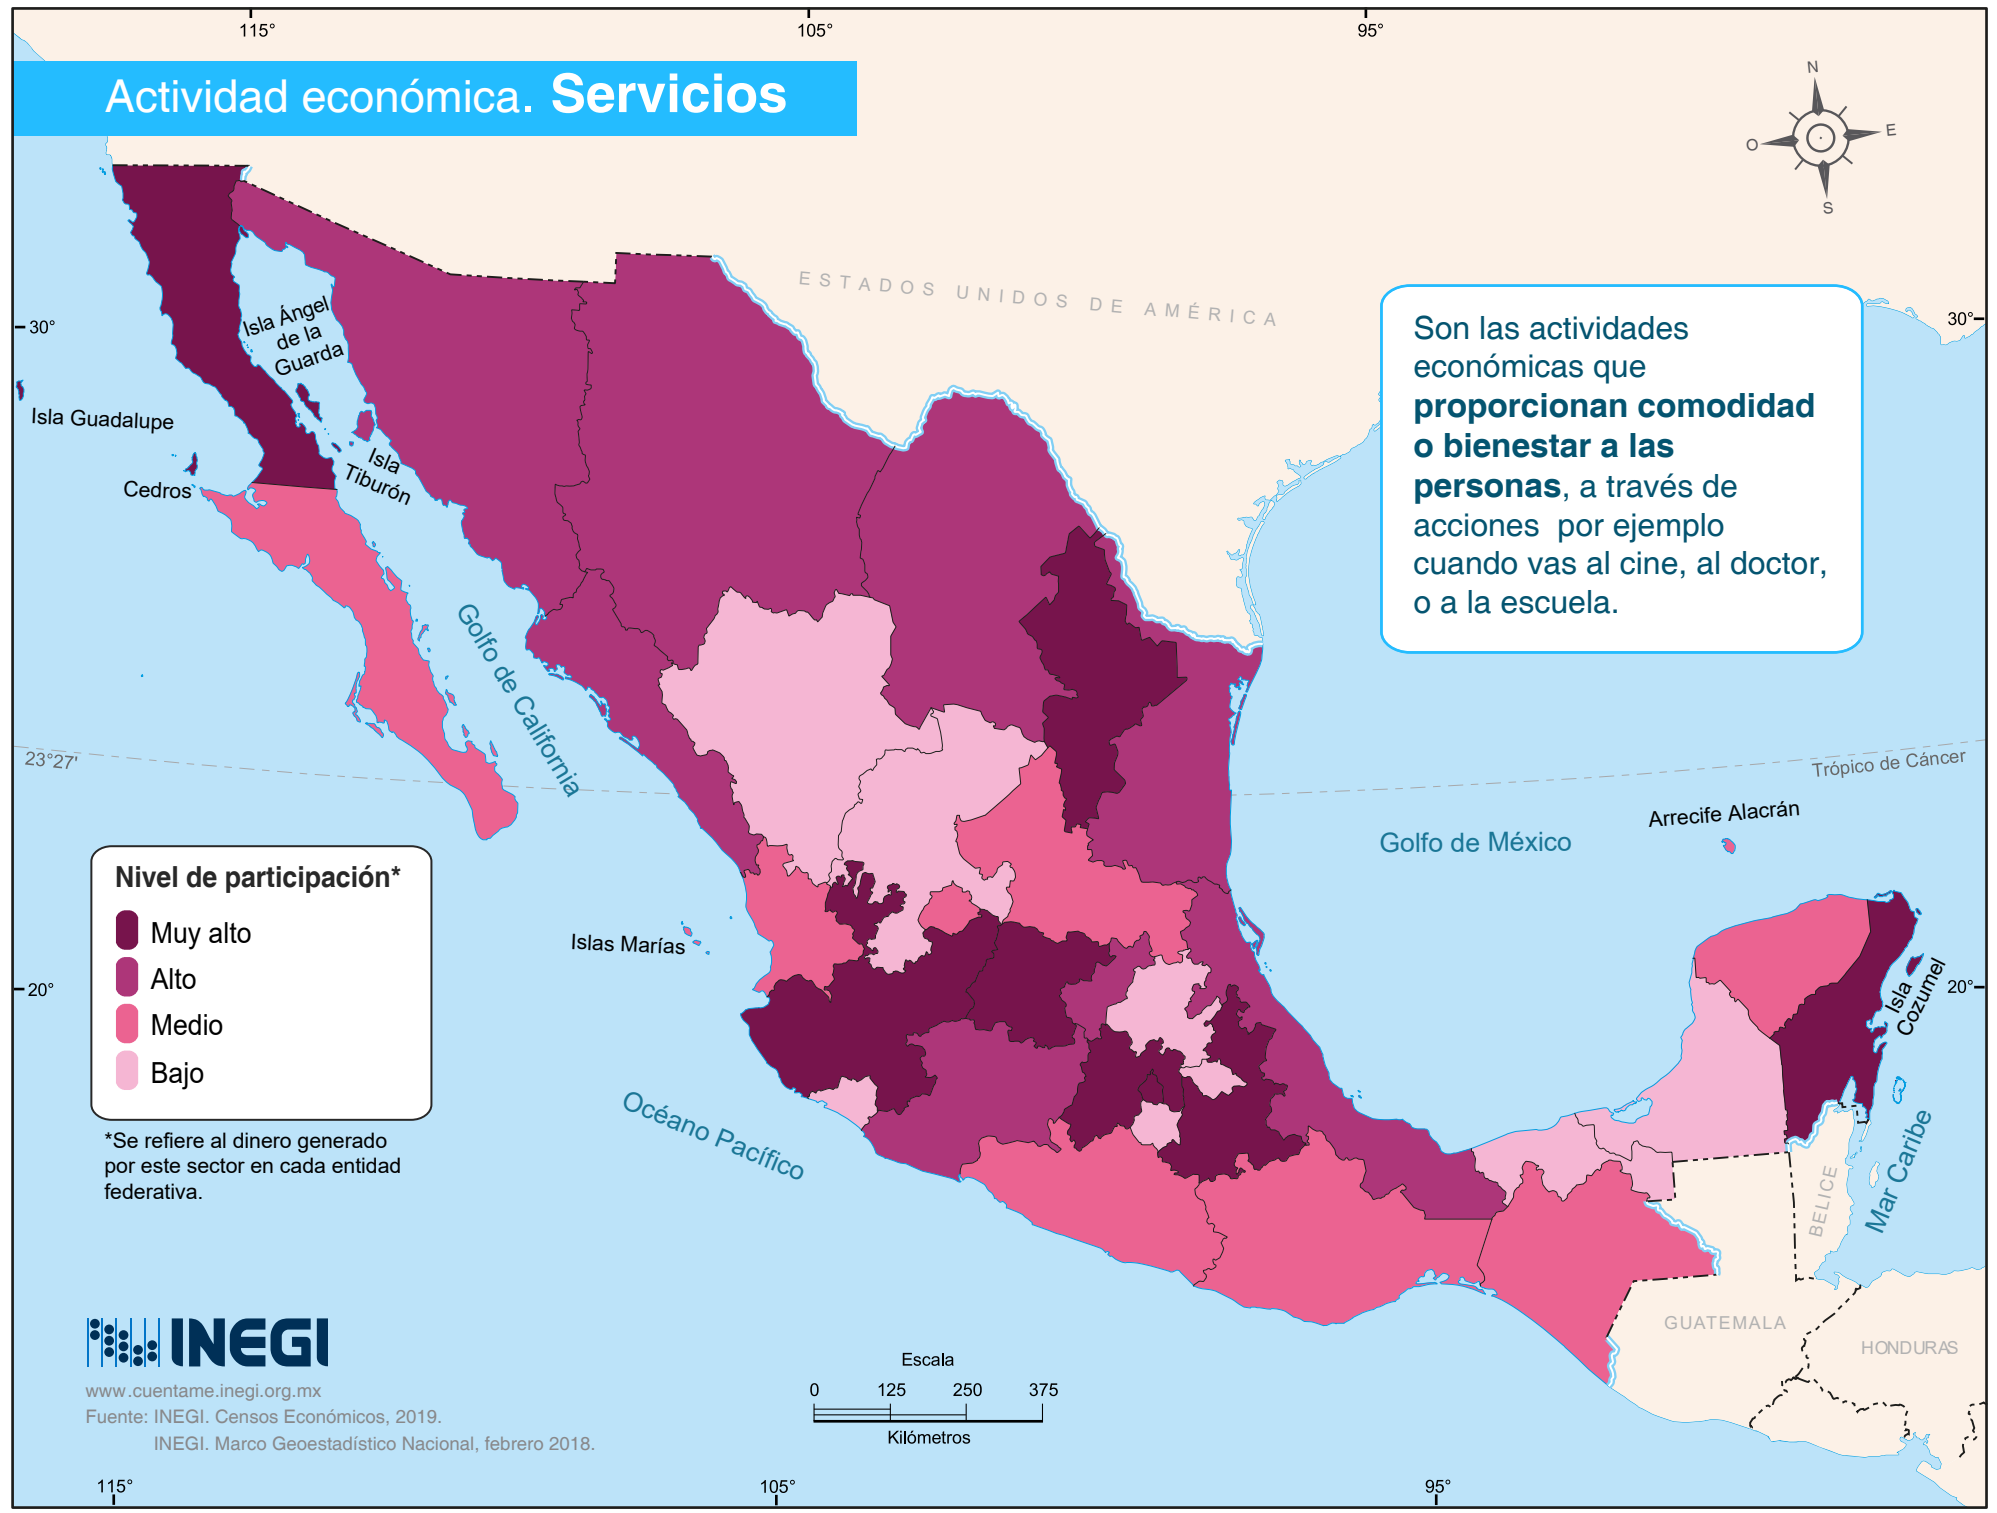 115°
105°
95°
Actividad económica. Servicios
N
E
O
S
ESTADOS UNIDOS DE AMÉRICA
30°
30°
Son las actividades
económicas que
proporcionan comodidad
o bienestar a las
personas, a través de
acciones por ejemplo
cuando vas al cine, al doctor,
o a la escuela.
Isla Ángel
de la
Guarda
Isla Guadalupe
Isla
Tiburón
Cedros
Golfo de California
23°27'
Trópico de Cáncer
Arrecife Alacrán
Golfo de México
Nivel de participación*
Muy alto
Alto
Medio
Bajo
Islas Marías
20°
20°
Isla
Cozumel
*Se refiere al dinero generado
por este sector en cada entidad
federativa.
Océano Pacífico
Mar Caribe
BELICE
GUATEMALA
HONDURAS
INEGI
www.cuentame.inegi.org.mx
Fuente: INEGI. Censos Económicos, 2019.
INEGI. Marco Geoestadístico Nacional, febrero 2018.
Escala
0 125 250 375
Kilómetros
115°
105°
95°